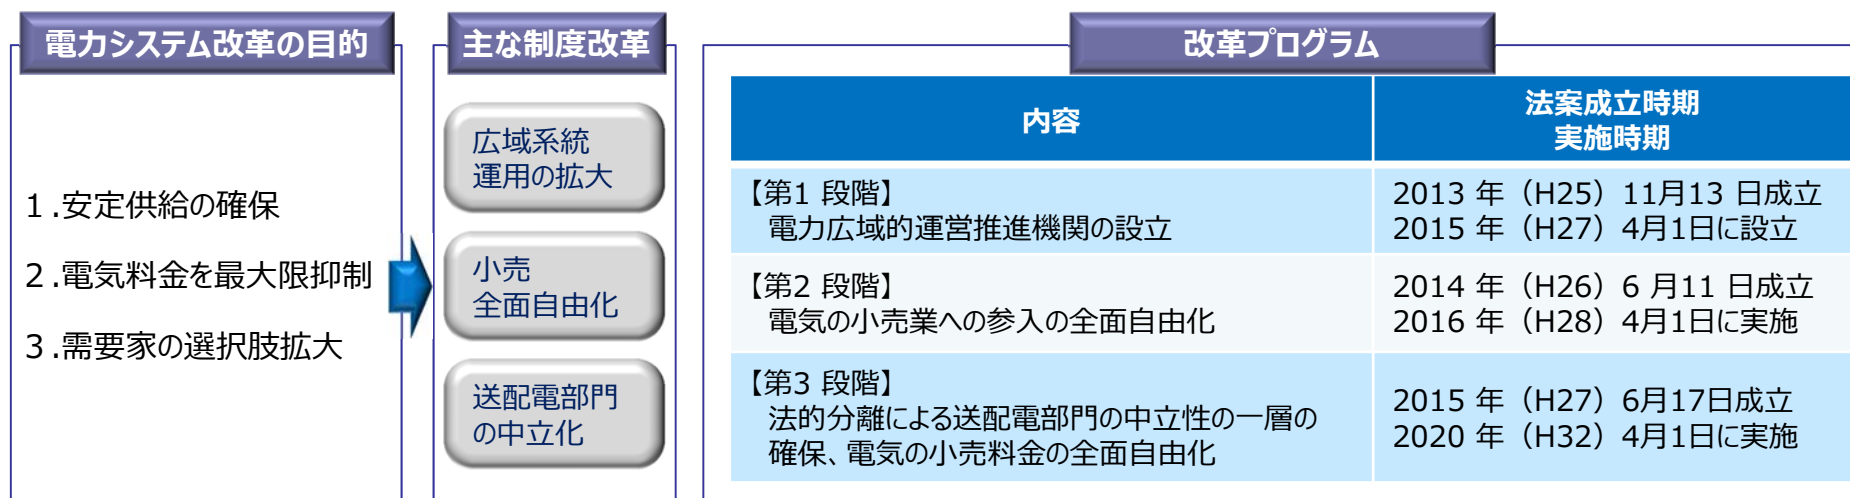 電力システム改革の目的
1.安定供給の確保
2.電気料金を最大限抑制
3.需要家の選択肢拡大
主な制度改革
広域系統
運用の拡大
小売
全面自由化
送配電部門
の中立化
改革プログラム
内容
法案成立時期
実施時期
【第1 段階】
電力広域的運営推進機関の設立
2013 年（H25）11月13 日成立
2015 年（H27）4月1日に設立
【第2 段階】
電気の小売業への参入の全面自由化
2014 年（H26）6 月11 日成立
2016 年（H28）4月1日に実施
【第3 段階】
法的分離による送配電部門の中立性の一層の
確保、電気の小売料金の全面自由化
2015 年（H27）6月17日成立
2020 年（H32）4月1日に実施